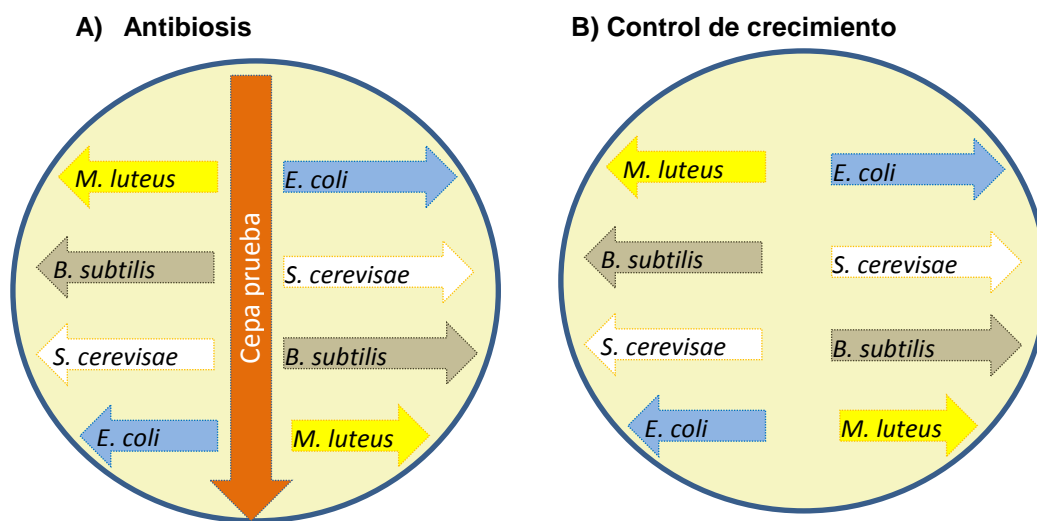 A) Antibiosis
B) Control de crecimiento
M. luteus
E. coli
B. subtilis
S. cerevisae
S. cerevisae
B. subtilis
E. coli
M. luteus
Cepa prueba
M. luteus
E. coli
B. subtilis
S. cerevisae
S. cerevisae
B. subtilis
E. coli
M. luteus